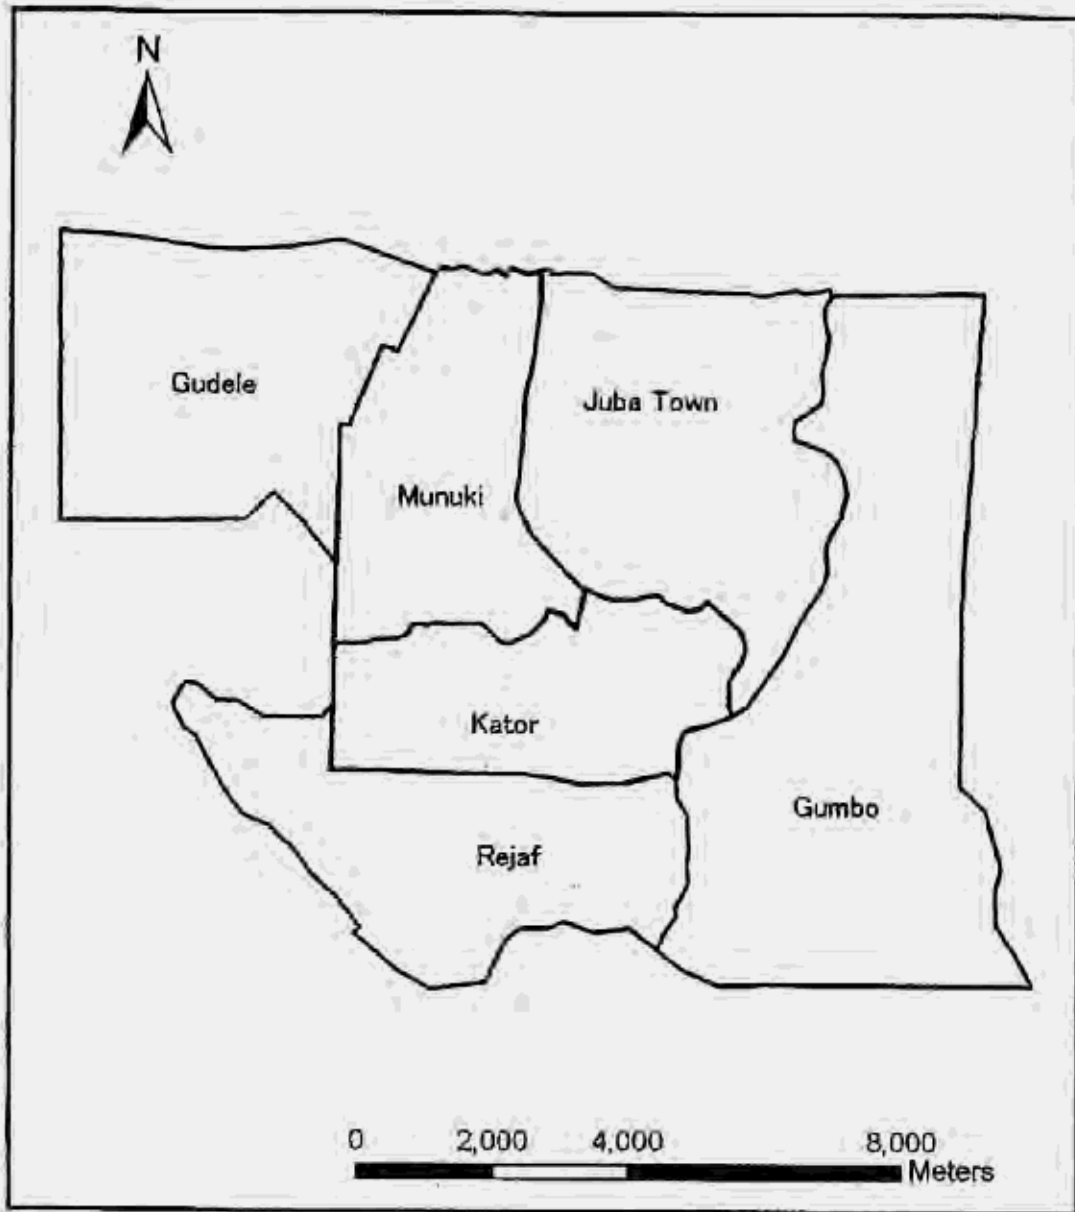 N
Gudele
Juba Town
Munuki
Kator
Gumbo
Rejaf
0 2,000 4,000 8,000
Meters